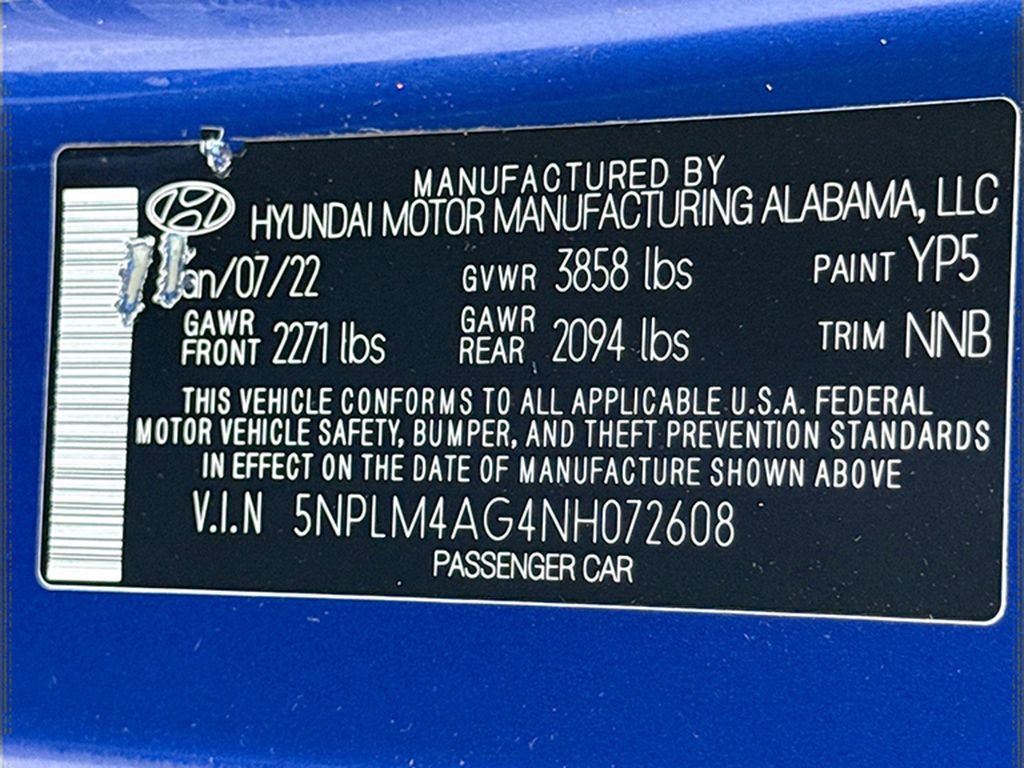 MANUFACTURED BY
HYUNDAI MOTOR MANUFACTURING ALABAMA, LLC
an/07/22 GVWR 3858 lbs PAINT YP5
GAWR FRONT 2271 lbs GAWR REAR 2094 lbs TRIM NNB
THIS VEHICLE CONFORMS TO ALL APPLICABLE U.S.A. FEDERAL
MOTOR VEHICLE SAFETY, BUMPER, AND THEFT PREVENTION STANDARDS
IN EFFECT ON THE DATE OF MANUFACTURE SHOWN ABOVE
V.I.N 5NPLM4AG4NH072608
PASSENGER CAR